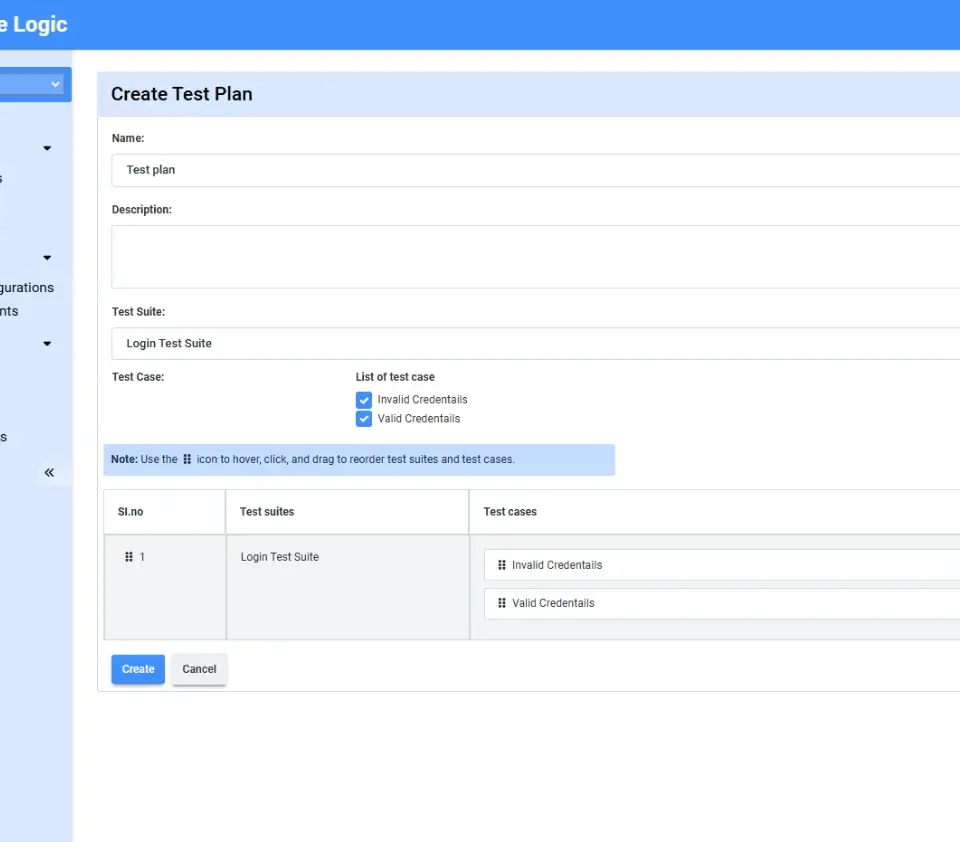 e Logic
Create Test Plan
Name:
Test plan
s
Description:
gurations
nts
Test Suite:
Login Test Suite
Test Case:
List of test case
Invalid Credentails
Valid Credentails
s
Note: Use the icon to hover, click, and drag to reorder test suites and test cases.
Sl.no
Test suites
Test cases
1
Login Test Suite
Invalid Credentails
Valid Credentails
Create
Cancel